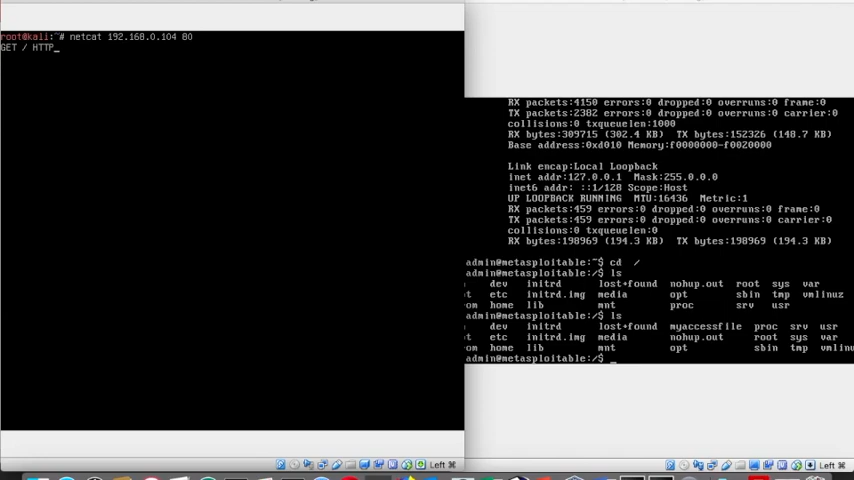 root@kali:~# netcat 192.168.0.104 80
GET / HTTP_
RX packets:4150 errors:0 dropped:0 overruns:0 frame:0
TX packets:2382 errors:0 dropped:0 overruns:0 carrier:0
collisions:0 txqueuelen:1000
RX bytes:309715 (302.4 KB)  TX bytes:152326 (148.7 KB)
Base address:0xd010 Memory:f0000000-f0020000
Link encap:Local Loopback
inet addr:127.0.0.1  Mask:255.0.0.0
inet6 addr: ::1/128 Scope:Host
UP LOOPBACK RUNNING  MTU:16436  Metric:1
RX packets:459 errors:0 dropped:0 overruns:0 frame:0
TX packets:459 errors:0 dropped:0 overruns:0 carrier:0
collisions:0 txqueuelen:0
RX bytes:198969 (194.3 KB)  TX bytes:198969 (194.3 KB)
admin@metasploitable:~$ cd  /
admin@metasploitable:/$ ls
dev   initrd      lost+found  nohup.out  root  sys  var
t  etc   initrd.img  media       opt        sbin  tmp  vmlinuz
om  home  lib         mnt         proc       srv   usr
admin@metasploitable:/$ ls
dev   initrd      lost+found  myaccessfile  proc  srv  usr
t  etc   initrd.img  media       nohup.out     root  sys  var
om  home  lib         mnt         opt           sbin  tmp  vmlinu
admin@metasploitable:/$ _
Left ⌘
Left ⌘